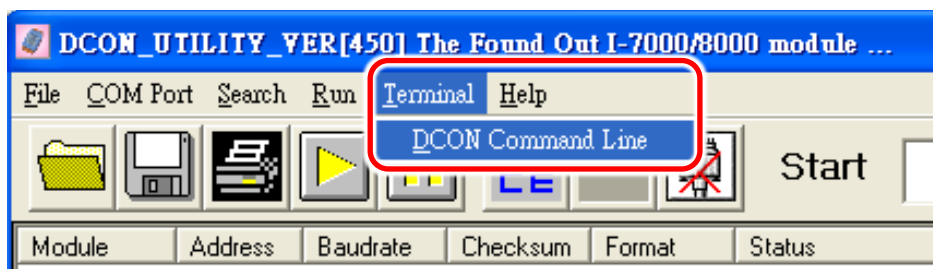 DCON_UTILITY_VER[450] The Found Out I-7000/8000 module ...
File COM Port Search Run Terminal Help
DCON Command Line
Start
Module Address Baudrate Checksum Format Status